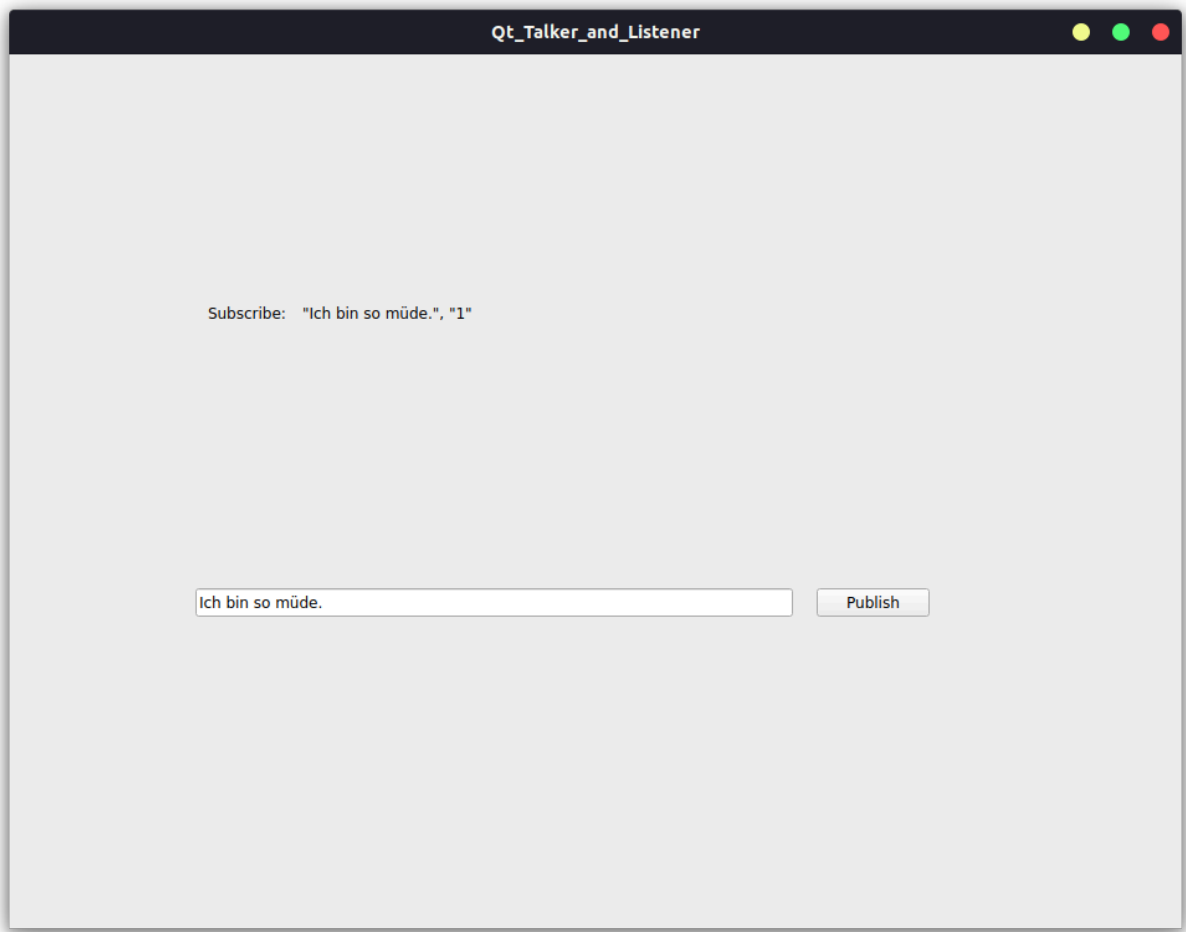 Qt_Talker_and_Listener
Subscribe: "Ich bin so müde.", "1"
Ich bin so müde. Publish